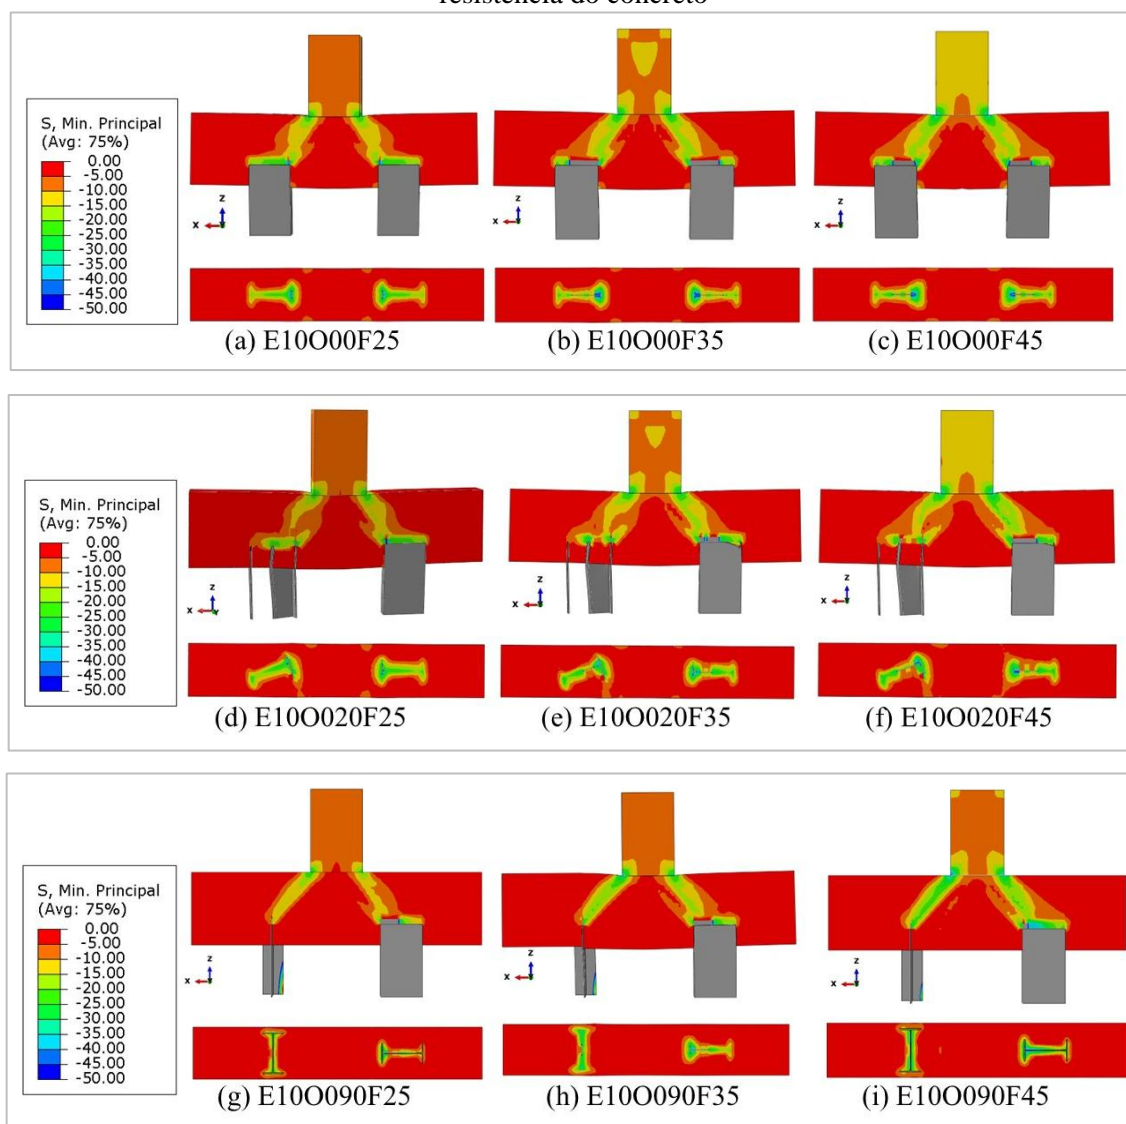 resistência do concreto
S, Min. Principal
(Avg: 75%)
0.00
-5.00
-10.00
-15.00
-20.00
-25.00
-30.00
-35.00
-40.00
-45.00
-50.00
z
x
z
x
z
x
(a) E10O00F25
(b) E10O00F35
(c) E10O00F45
S, Min. Principal
(Avg: 75%)
0.00
-5.00
-10.00
-15.00
-20.00
-25.00
-30.00
-35.00
-40.00
-45.00
-50.00
z
x
Y
z
x
z
x
(d) E10O020F25
(e) E10O020F35
(f) E10O020F45
S, Min. Principal
(Avg: 75%)
0.00
-5.00
-10.00
-15.00
-20.00
-25.00
-30.00
-35.00
-40.00
-45.00
-50.00
z
x
z
x
z
x
(g) E10O090F25
(h) E10O090F35
(i) E10O090F45